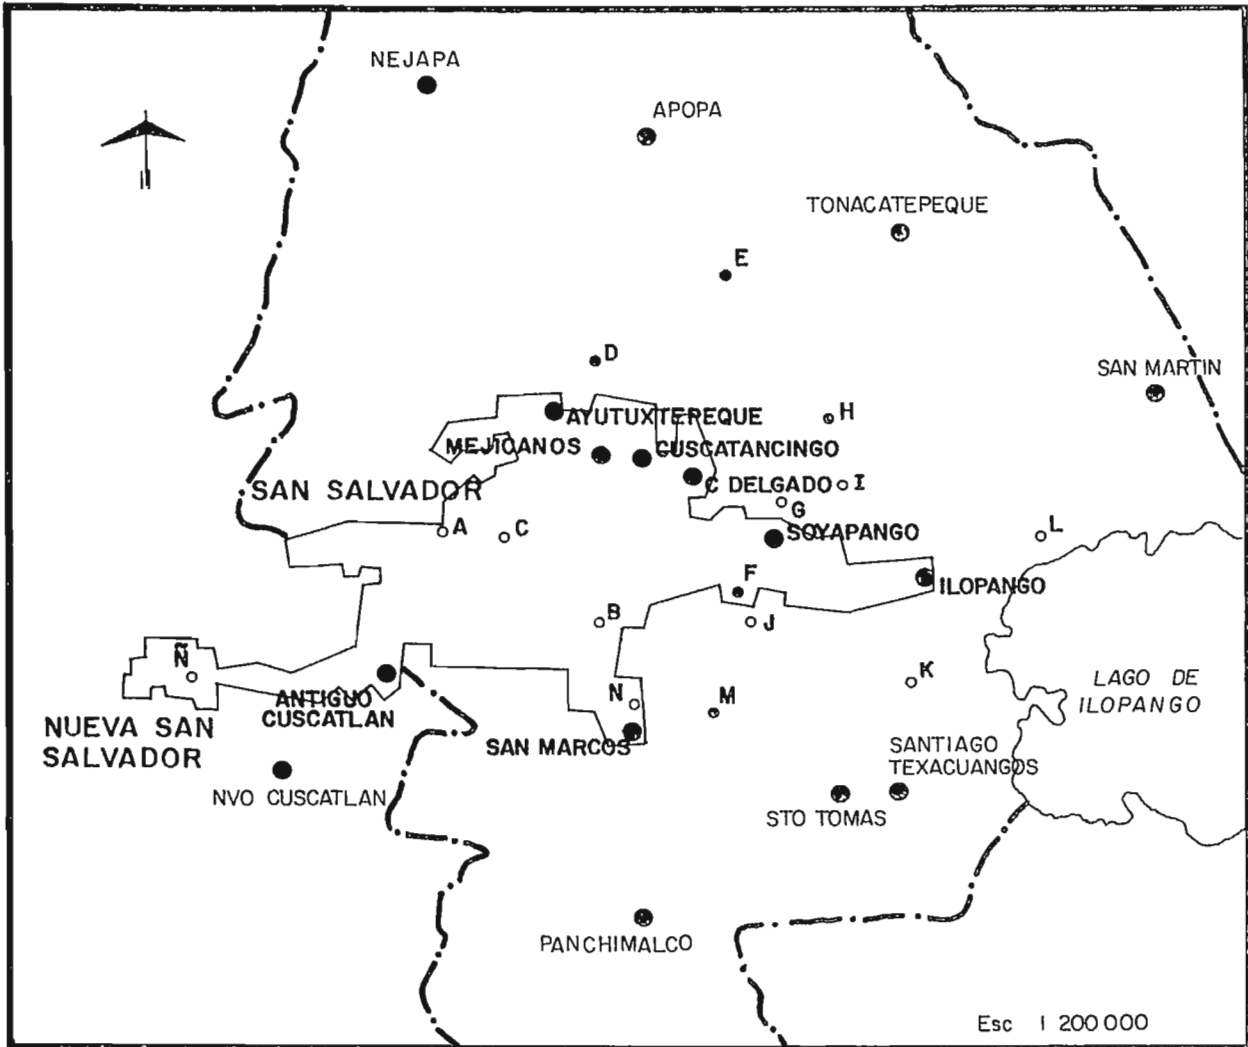 NEJAPA
APOPA
TONACATEPEQUE
E
D
SAN MARTIN
H
AYUTUXTEPEQUE
MEJICANOS
CUSCATANCINGO
SAN SALVADOR
C DELGADO
I
G
A
C
SOYAPANGO
L
F
ILOPANGO
B
J
Ñ
K
LAGO DE
ILOPANGO
ANTIGUO
CUSCATLAN
N
M
NUEVA SAN
SALVADOR
SAN MARCOS
SANTIAGO
TEXACUANGOS
NVO CUSCATLAN
STO TOMAS
PANCHIMALCO
Esc 1 200 000